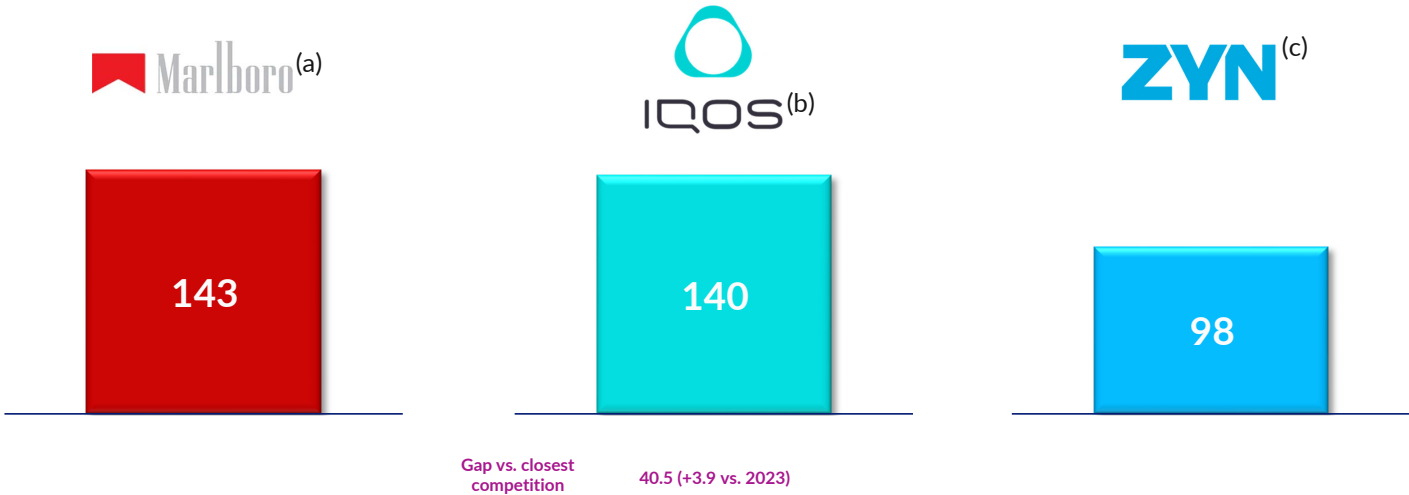 Marlboro(a)
IQOS(b)
ZYN(c)
143
140
98
Gap vs. closest
competition
40.5 (+3.9 vs. 2023)